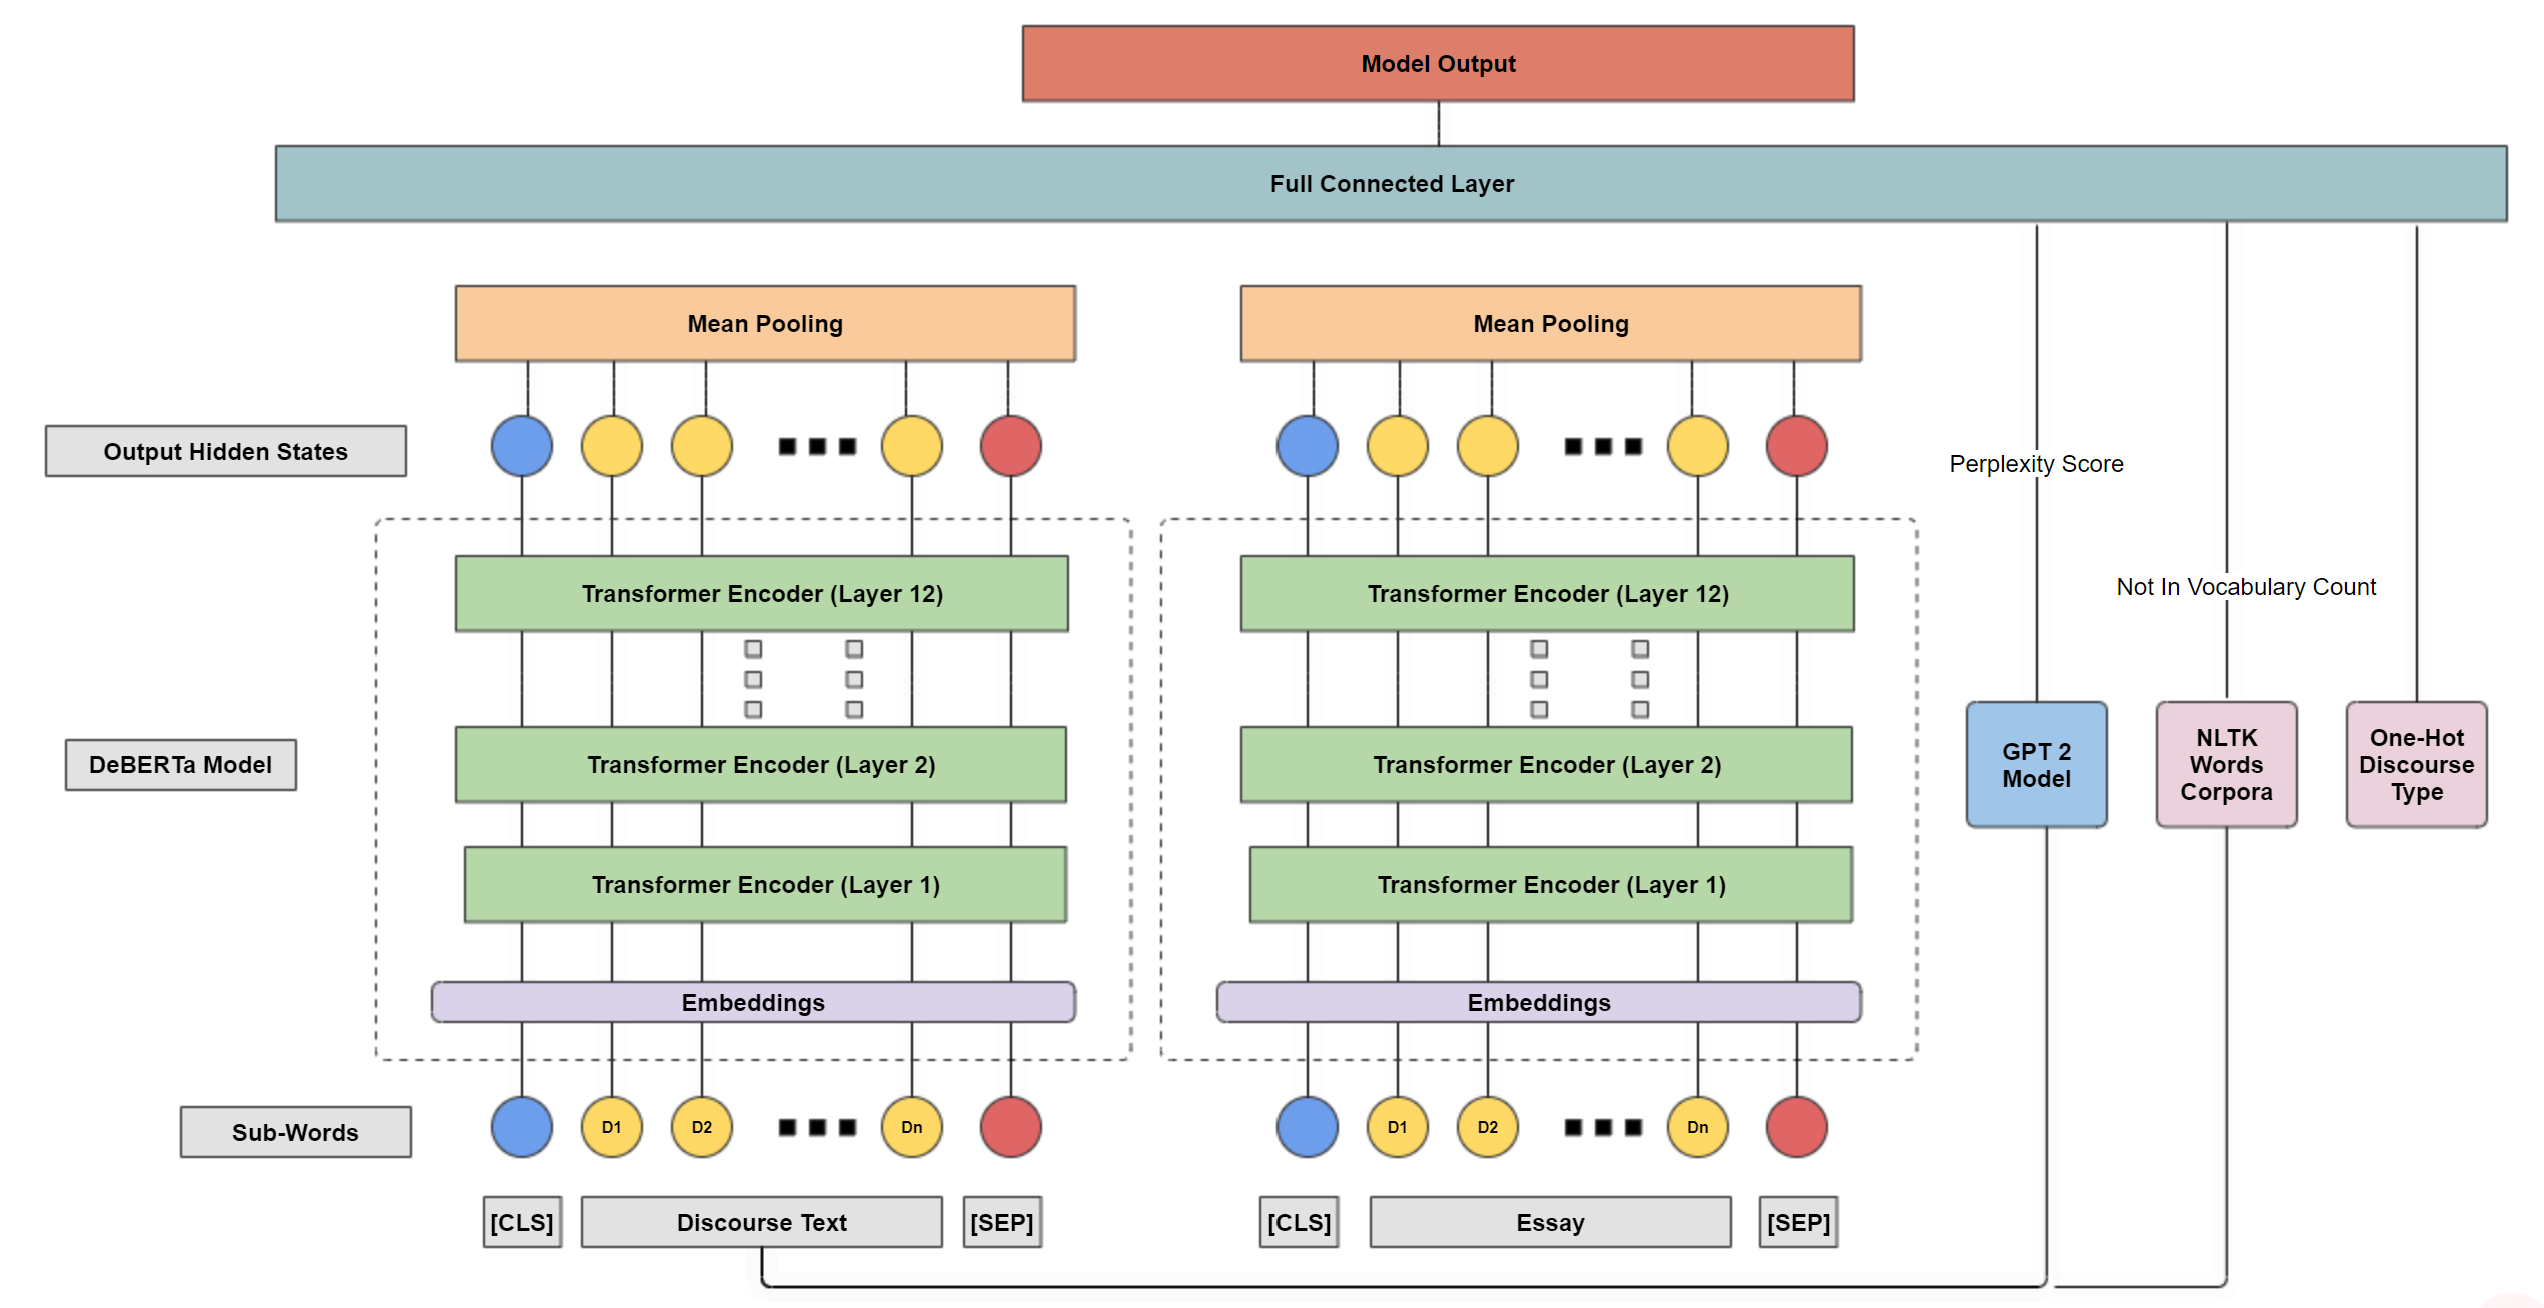 Model Output
Full Connected Layer
Mean Pooling
Mean Pooling
Output Hidden States
Perplexity Score
Transformer Encoder (Layer 12)
Transformer Encoder (Layer 12)
Not In Vocabulary Count
DeBERTa Model
Transformer Encoder (Layer 2)
Transformer Encoder (Layer 2)
GPT 2
Model
NLTK
Words
Corpora
One-Hot
Discourse
Type
Transformer Encoder (Layer 1)
Transformer Encoder (Layer 1)
Embeddings
Embeddings
Sub-Words
D1
D2
Dn
D1
D2
Dn
[CLS]
Discourse Text
[SEP]
[CLS]
Essay
[SEP]